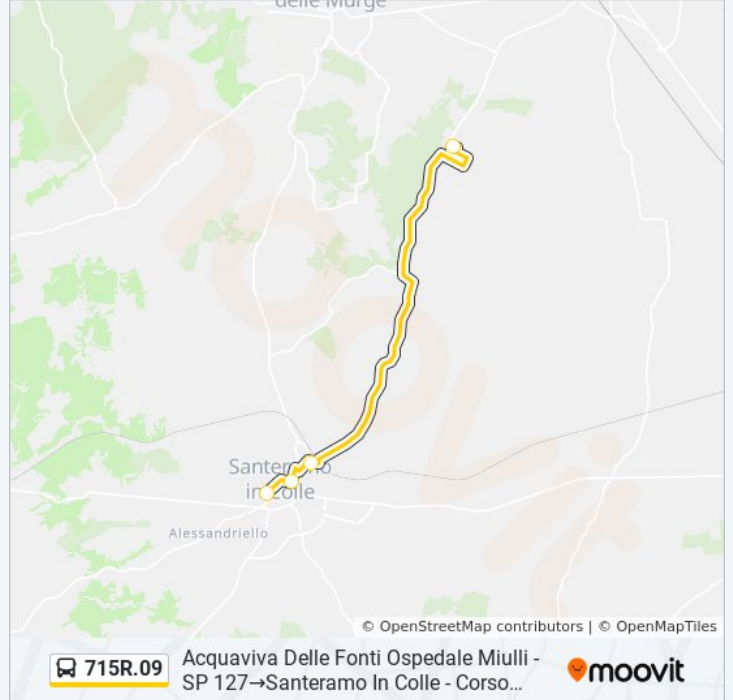 delle Murge
moovit
Santeramo
in Colle
Alessandriello
© OpenStreetMap contributors | © OpenMapTiles
715R.09
Acquaviva Delle Fonti Ospedale Miulli -
SP 127→Santeramo In Colle - Corso...
moovit